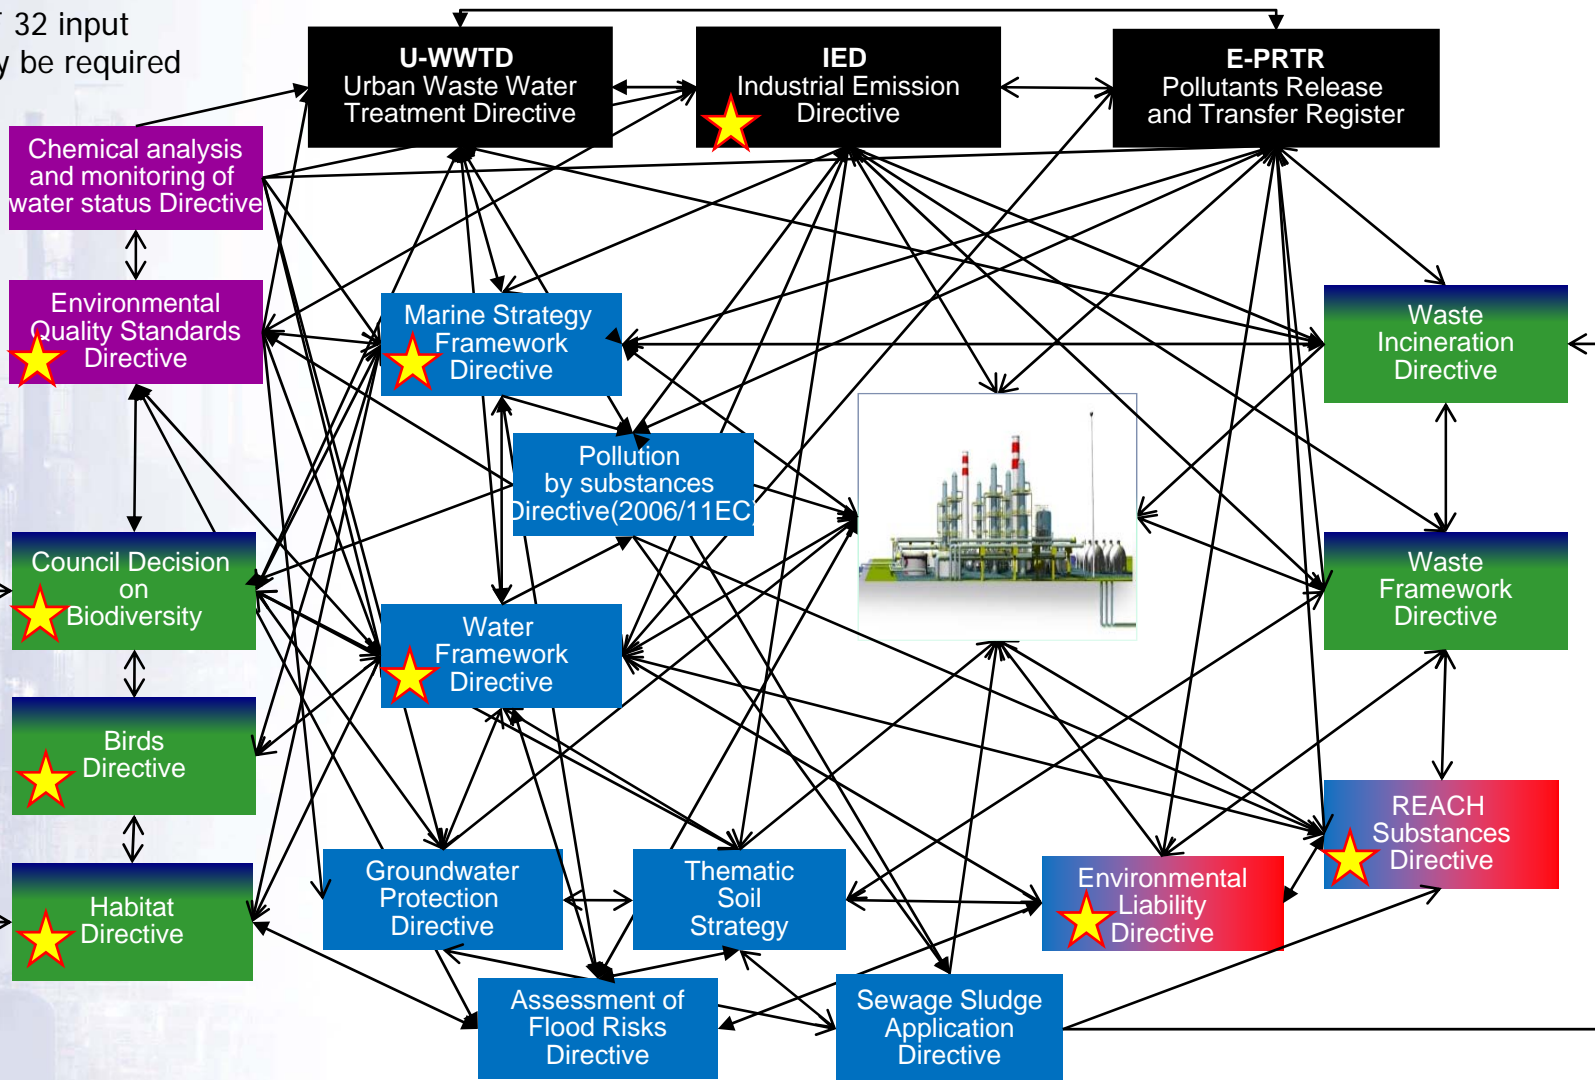 32 input
be required
U-WWTD
Urban Waste Water
Treatment Directive
IED
Industrial Emission
Directive
E-PRTR
Pollutants Release
and Transfer Register
Chemical analysis
and monitoring of
water status Directive
Environmental
Quality Standards
Directive
Marine Strategy
Framework
Directive
Waste
Incineration
Directive
Pollution
by substances
Directive(2006/11EC)
Council Decision
on
Biodiversity
Waste
Framework
Directive
Water
Framework
Directive
Birds
Directive
REACH
Substances
Directive
Groundwater
Protection
Directive
Thematic
Soil
Strategy
Environmental
Liability
Directive
Habitat
Directive
Assessment of
Flood Risks
Directive
Sewage Sludge
Application
Directive